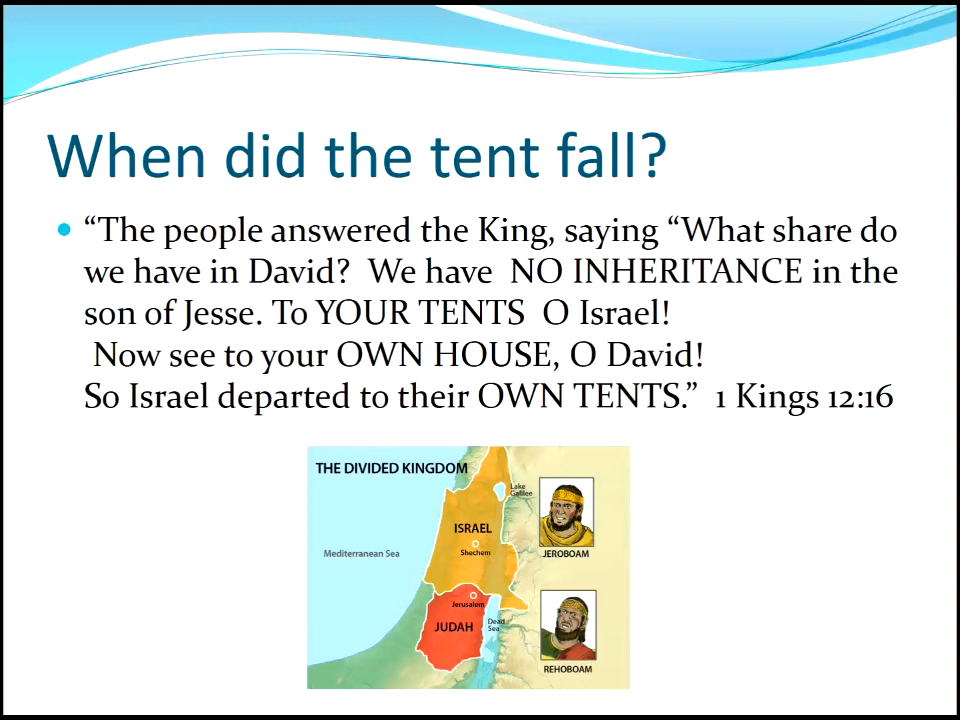 When did the tent fall?
“The people answered the King, saying “What share do
we have in David?  We have  NO INHERITANCE in the
son of Jesse. To YOUR TENTS  O Israel!
Now see to your OWN HOUSE, O David!
So Israel departed to their OWN TENTS.”  1 Kings 12:16
THE DIVIDED KINGDOM
Lake
Galilee
ISRAEL
Shechem
Mediterranean Sea
JEROBOAM
Jerusalem
JUDAH
Dead
Sea
REHOBOAM